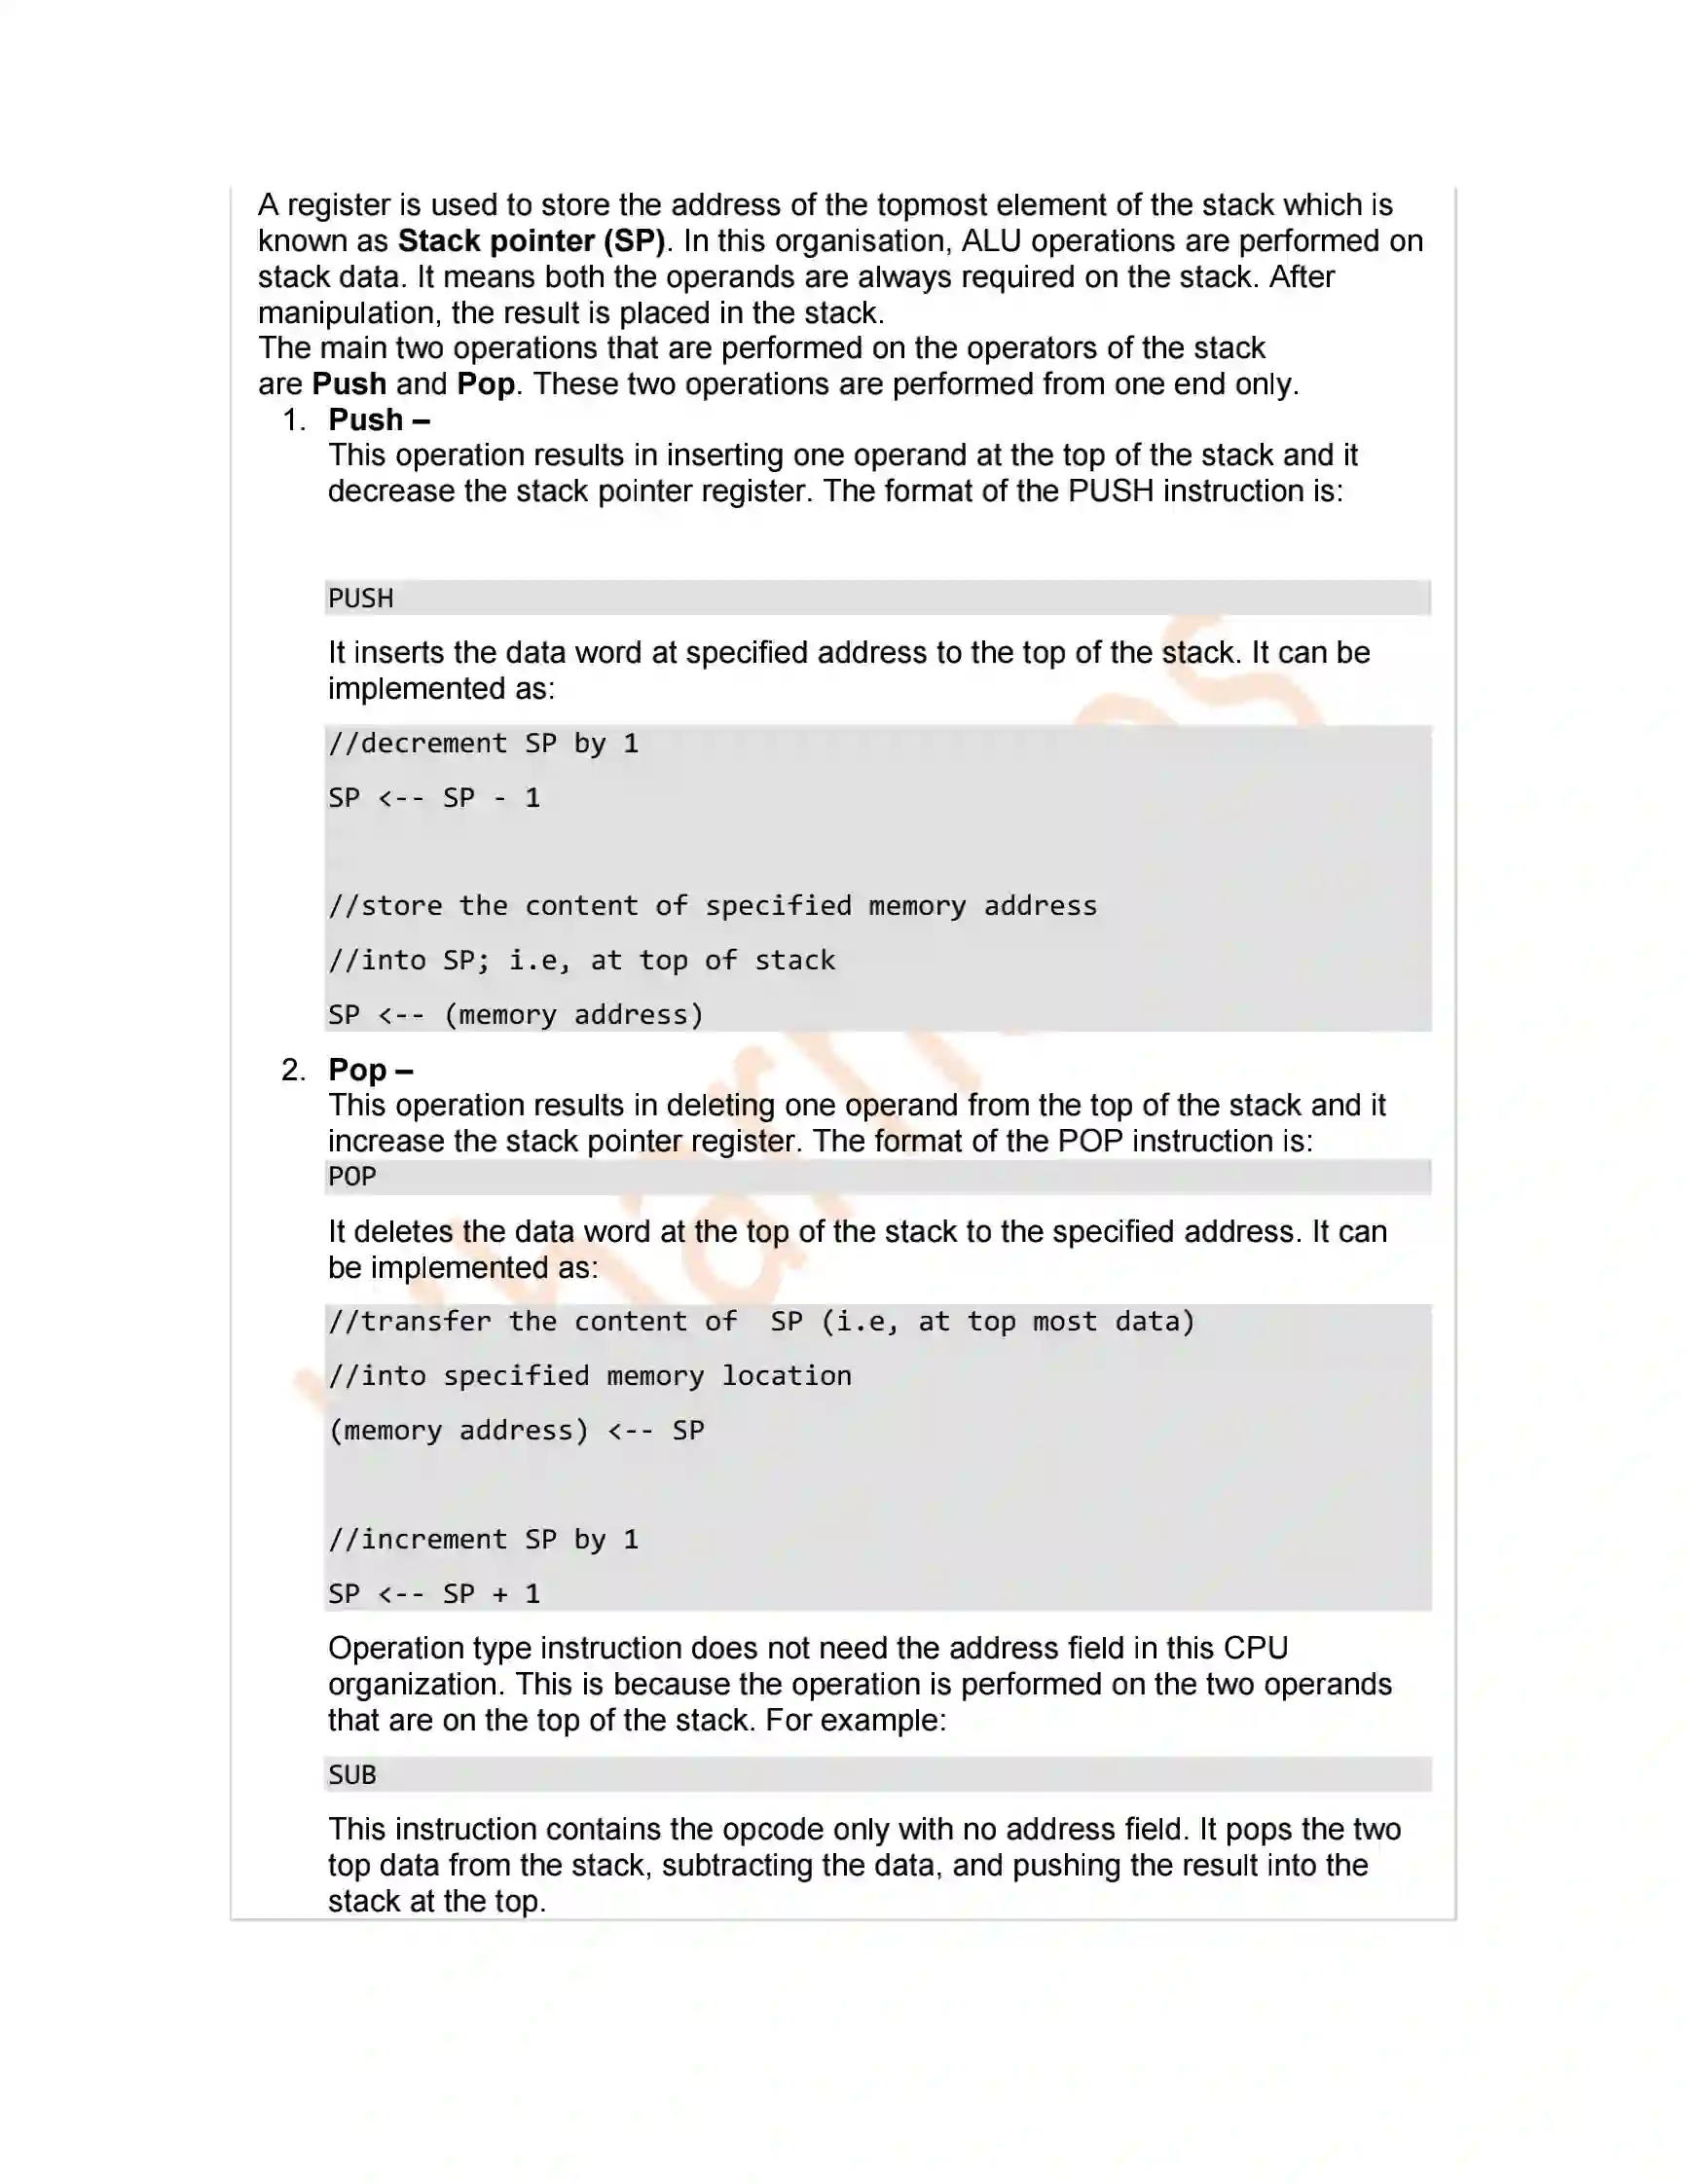 A register is used to store the address of the topmost element of the stack which is
known as Stack pointer (SP). In this organisation, ALU operations are performed on
stack data. It means both the operands are always required on the stack. After
manipulation, the result is placed in the stack.
The main two operations that are performed on the operators of the stack
are Push and Pop. These two operations are performed from one end only.
1. Push –
This operation results in inserting one operand at the top of the stack and it
decrease the stack pointer register. The format of the PUSH instruction is:
PUSH
It inserts the data word at specified address to the top of the stack. It can be
implemented as:
//decrement SP by 1
SP <-- SP - 1
//store the content of specified memory address
//into SP; i.e, at top of stack
SP <-- (memory address)
2. Pop –
This operation results in deleting one operand from the top of the stack and it
increase the stack pointer register. The format of the POP instruction is:
POP
It deletes the data word at the top of the stack to the specified address. It can
be implemented as:
//transfer the content of  SP (i.e, at top most data)
//into specified memory location
(memory address) <-- SP
//increment SP by 1
SP <-- SP + 1
Operation type instruction does not need the address field in this CPU
organization. This is because the operation is performed on the two operands
that are on the top of the stack. For example:
SUB
This instruction contains the opcode only with no address field. It pops the two
top data from the stack, subtracting the data, and pushing the result into the
stack at the top.